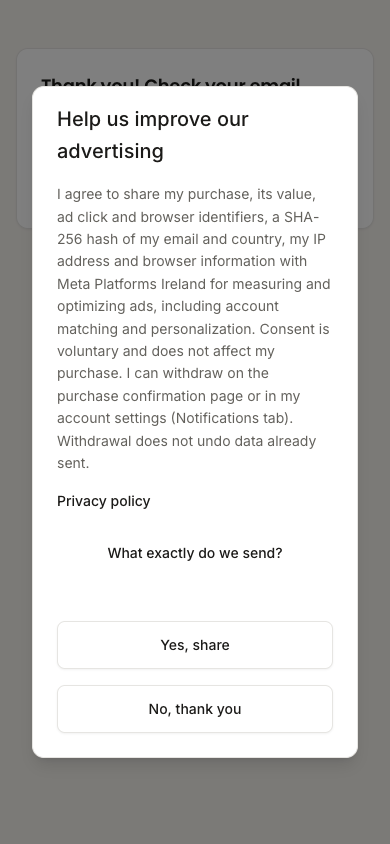 Thank you! Check your email
Help us improve our
advertising
I agree to share my purchase, its value,
ad click and browser identifiers, a SHA-
256 hash of my email and country, my IP
address and browser information with
Meta Platforms Ireland for measuring and
optimizing ads, including account
matching and personalization. Consent is
voluntary and does not affect my
purchase. I can withdraw on the
purchase confirmation page or in my
account settings (Notifications tab).
Withdrawal does not undo data already
sent.
Privacy policy
What exactly do we send?
Yes, share
No, thank you